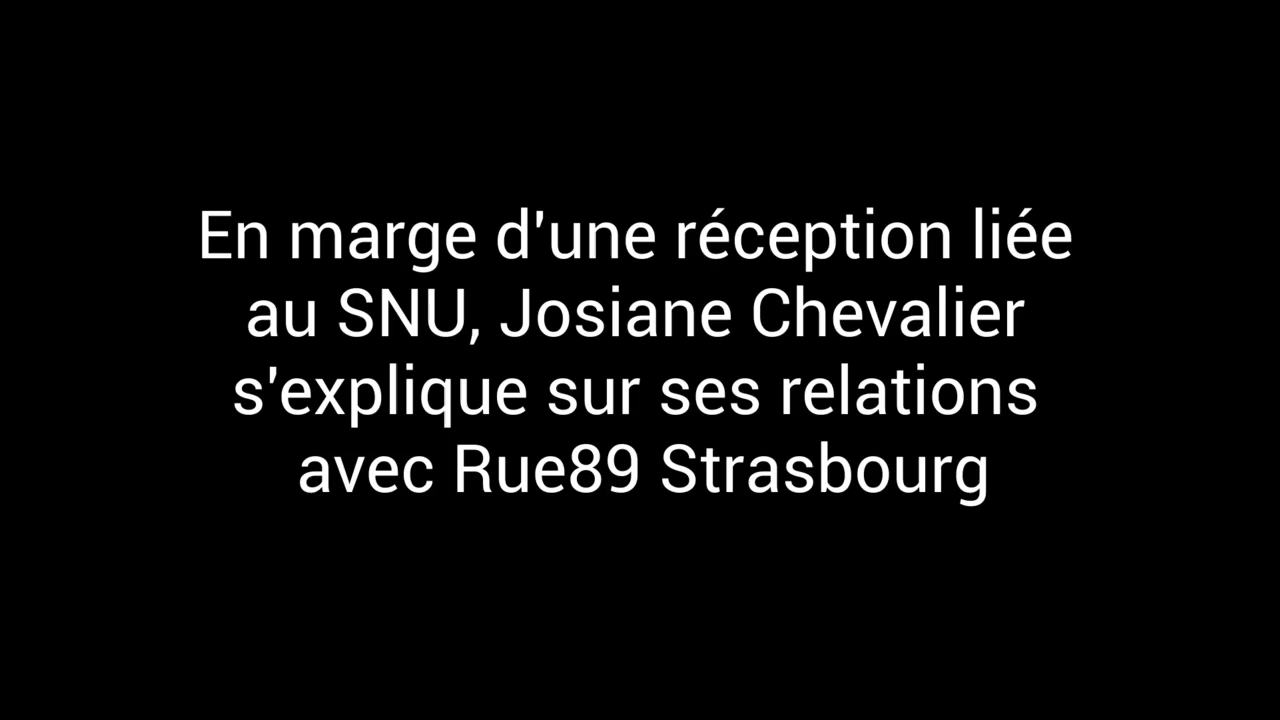 En marge d'une réception liée
au SNU, Josiane Chevalier
s'explique sur ses relations
avec Rue89 Strasbourg